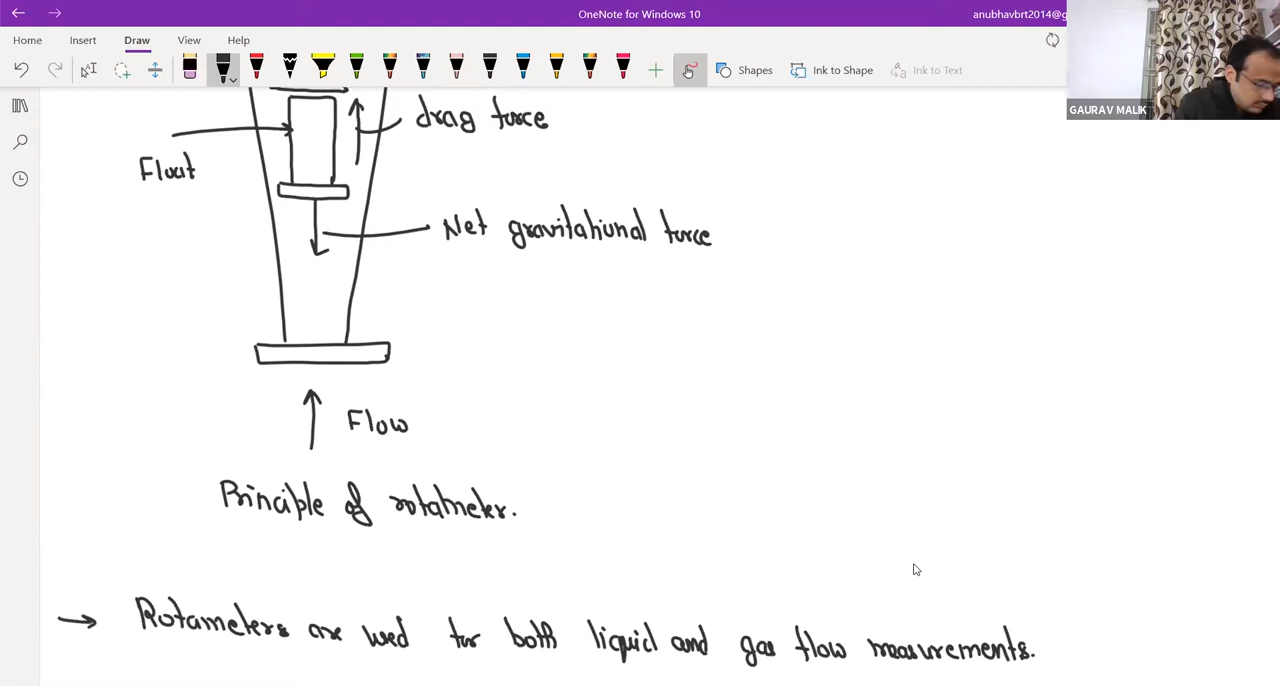 OneNote for Windows 10
anubhavbrt2014@g
Home Insert Draw View Help
Shapes Ink to Shape Ink to Text
GAURAV MALIK
drag force
Float
Net gravitational force
Flow
Principle of rotameter.
→ Rotameters are used for both liquid and gas flow measurements.